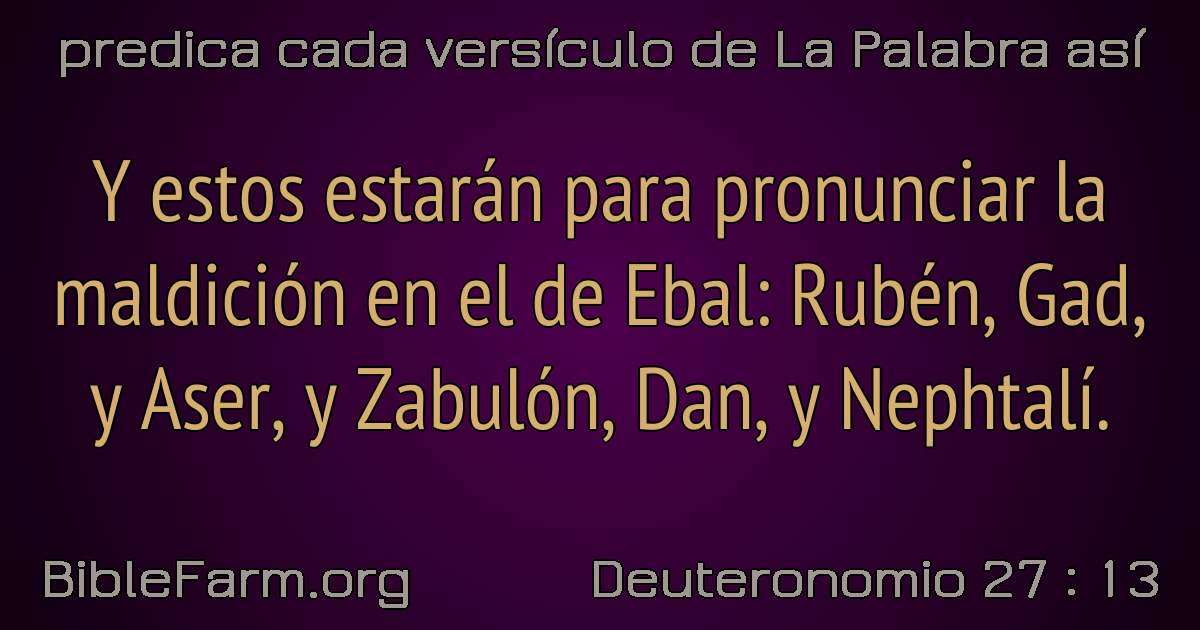 predica cada versículo de La Palabra así
Y estos estarán para pronunciar la
maldición en el de Ebal: Rubén, Gad,
y Aser, y Zabulón, Dan, y Nephtalí.
BibleFarm.org Deuteronomio 27 : 13